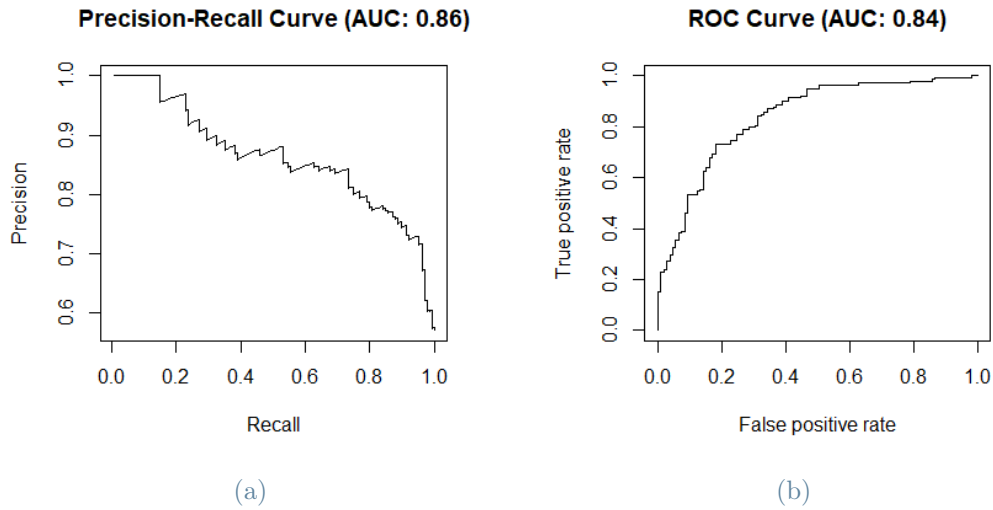 Precision-Recall Curve (AUC: 0.86)
1.0
0.9
0.8
0.7
0.6
Precision
0.0 0.2 0.4 0.6 0.8 1.0
Recall
(a)
ROC Curve (AUC: 0.84)
1.0
0.8
0.6
0.4
0.2
0.0
True positive rate
0.0 0.2 0.4 0.6 0.8 1.0
False positive rate
(b)